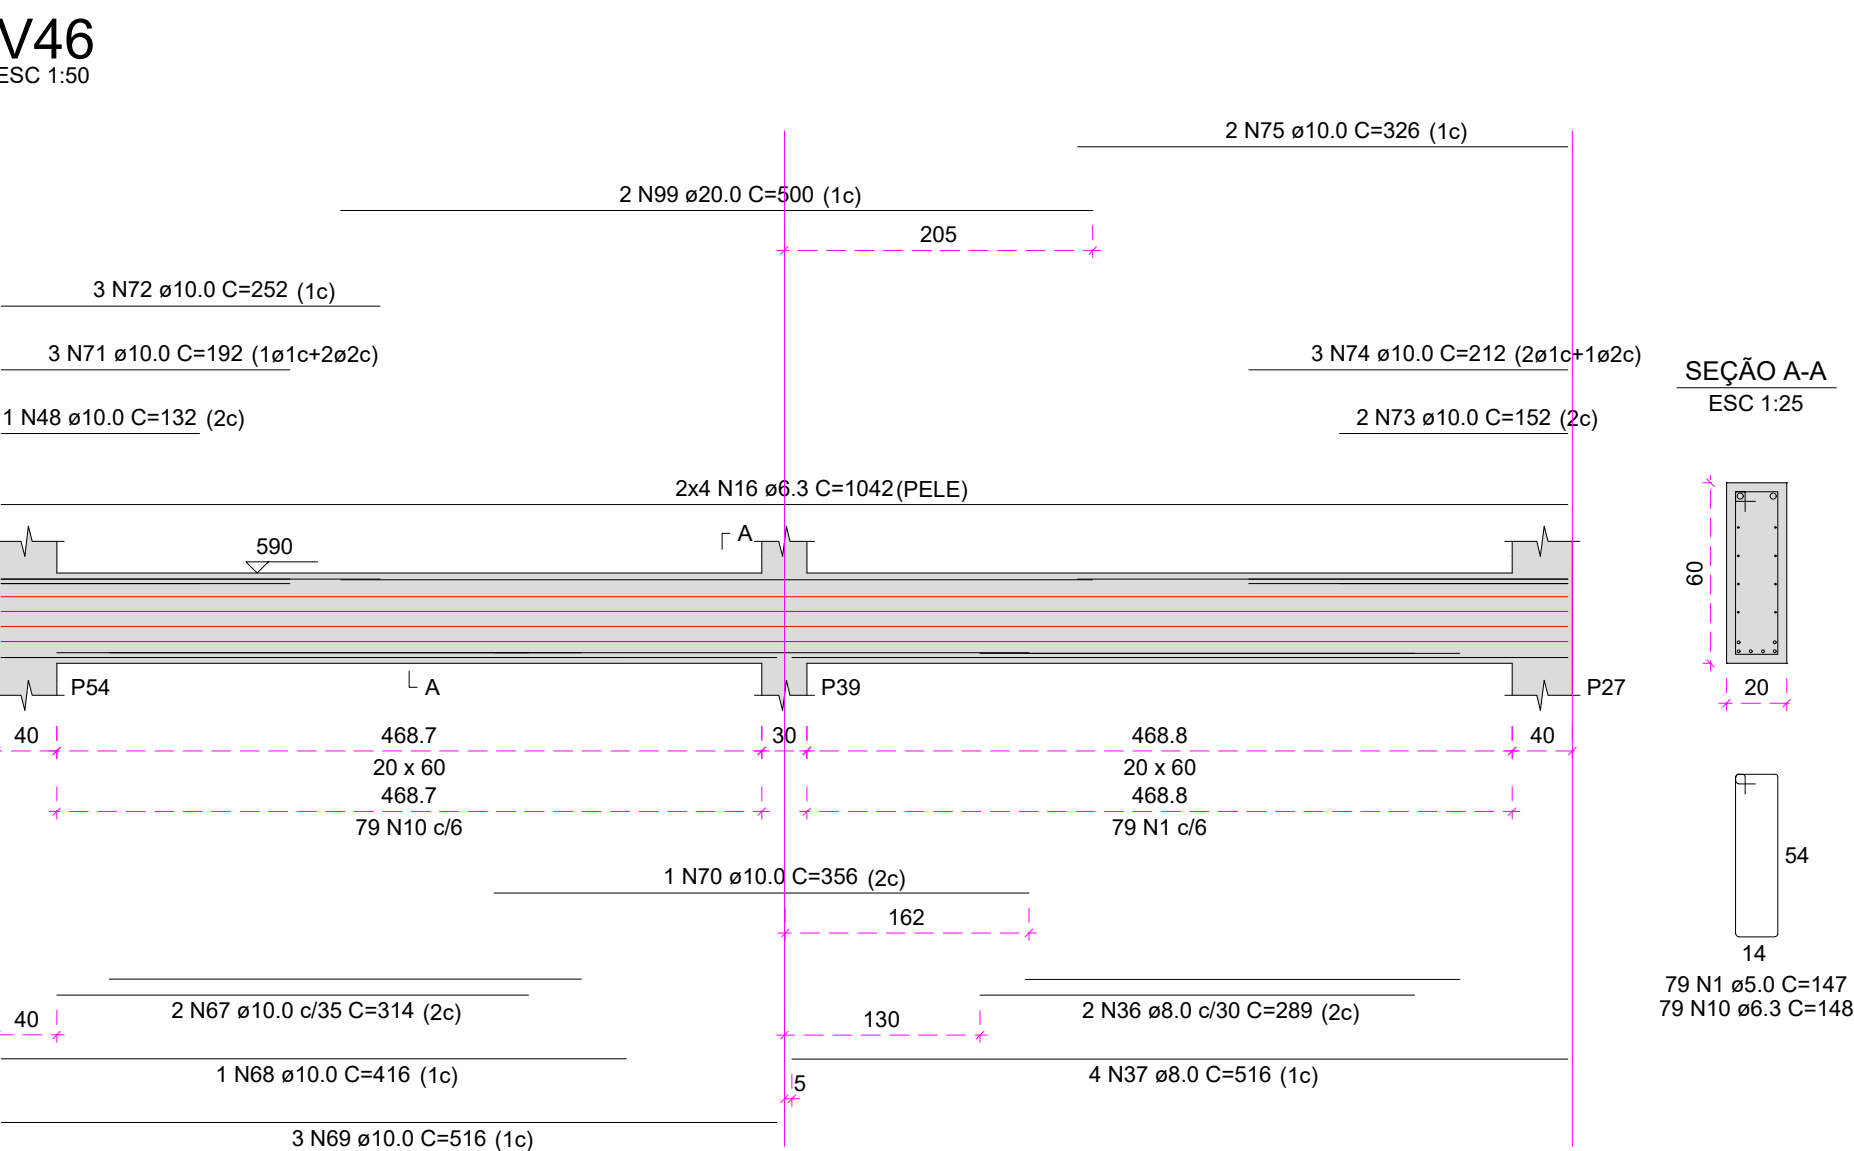 V46
ESC 1:50
2 N75 ø10.0 C=326 (1c)
2 N99 ø20.0 C=500 (1c)
205
3 N72 ø10.0 C=252 (1c)
3 N71 ø10.0 C=192 (1ø1c+2ø2c)
3 N74 ø10.0 C=212 (2ø1c+1ø2c)
SEÇÃO A-A
ESC 1:25
1 N48 ø10.0 C=132 (2c)
2 N73 ø10.0 C=152 (2c)
2x4 N16 ø6.3 C=1042 (PELE)
A
590
60
P54
A
P39
P27
20
40
468.7
30
468.8
40
20 x 60
20 x 60
468.7
468.8
79 N10 c/6
79 N1 c/6
54
1 N70 ø10.0 C=356 (2c)
162
14
79 N1 ø5.0 C=147
79 N10 ø6.3 C=148
2 N67 ø10.0 c/35 C=314 (2c)
2 N36 ø8.0 c/30 C=289 (2c)
40
130
1 N68 ø10.0 C=416 (1c)
4 N37 ø8.0 C=516 (1c)
5
3 N69 ø10.0 C=516 (1c)